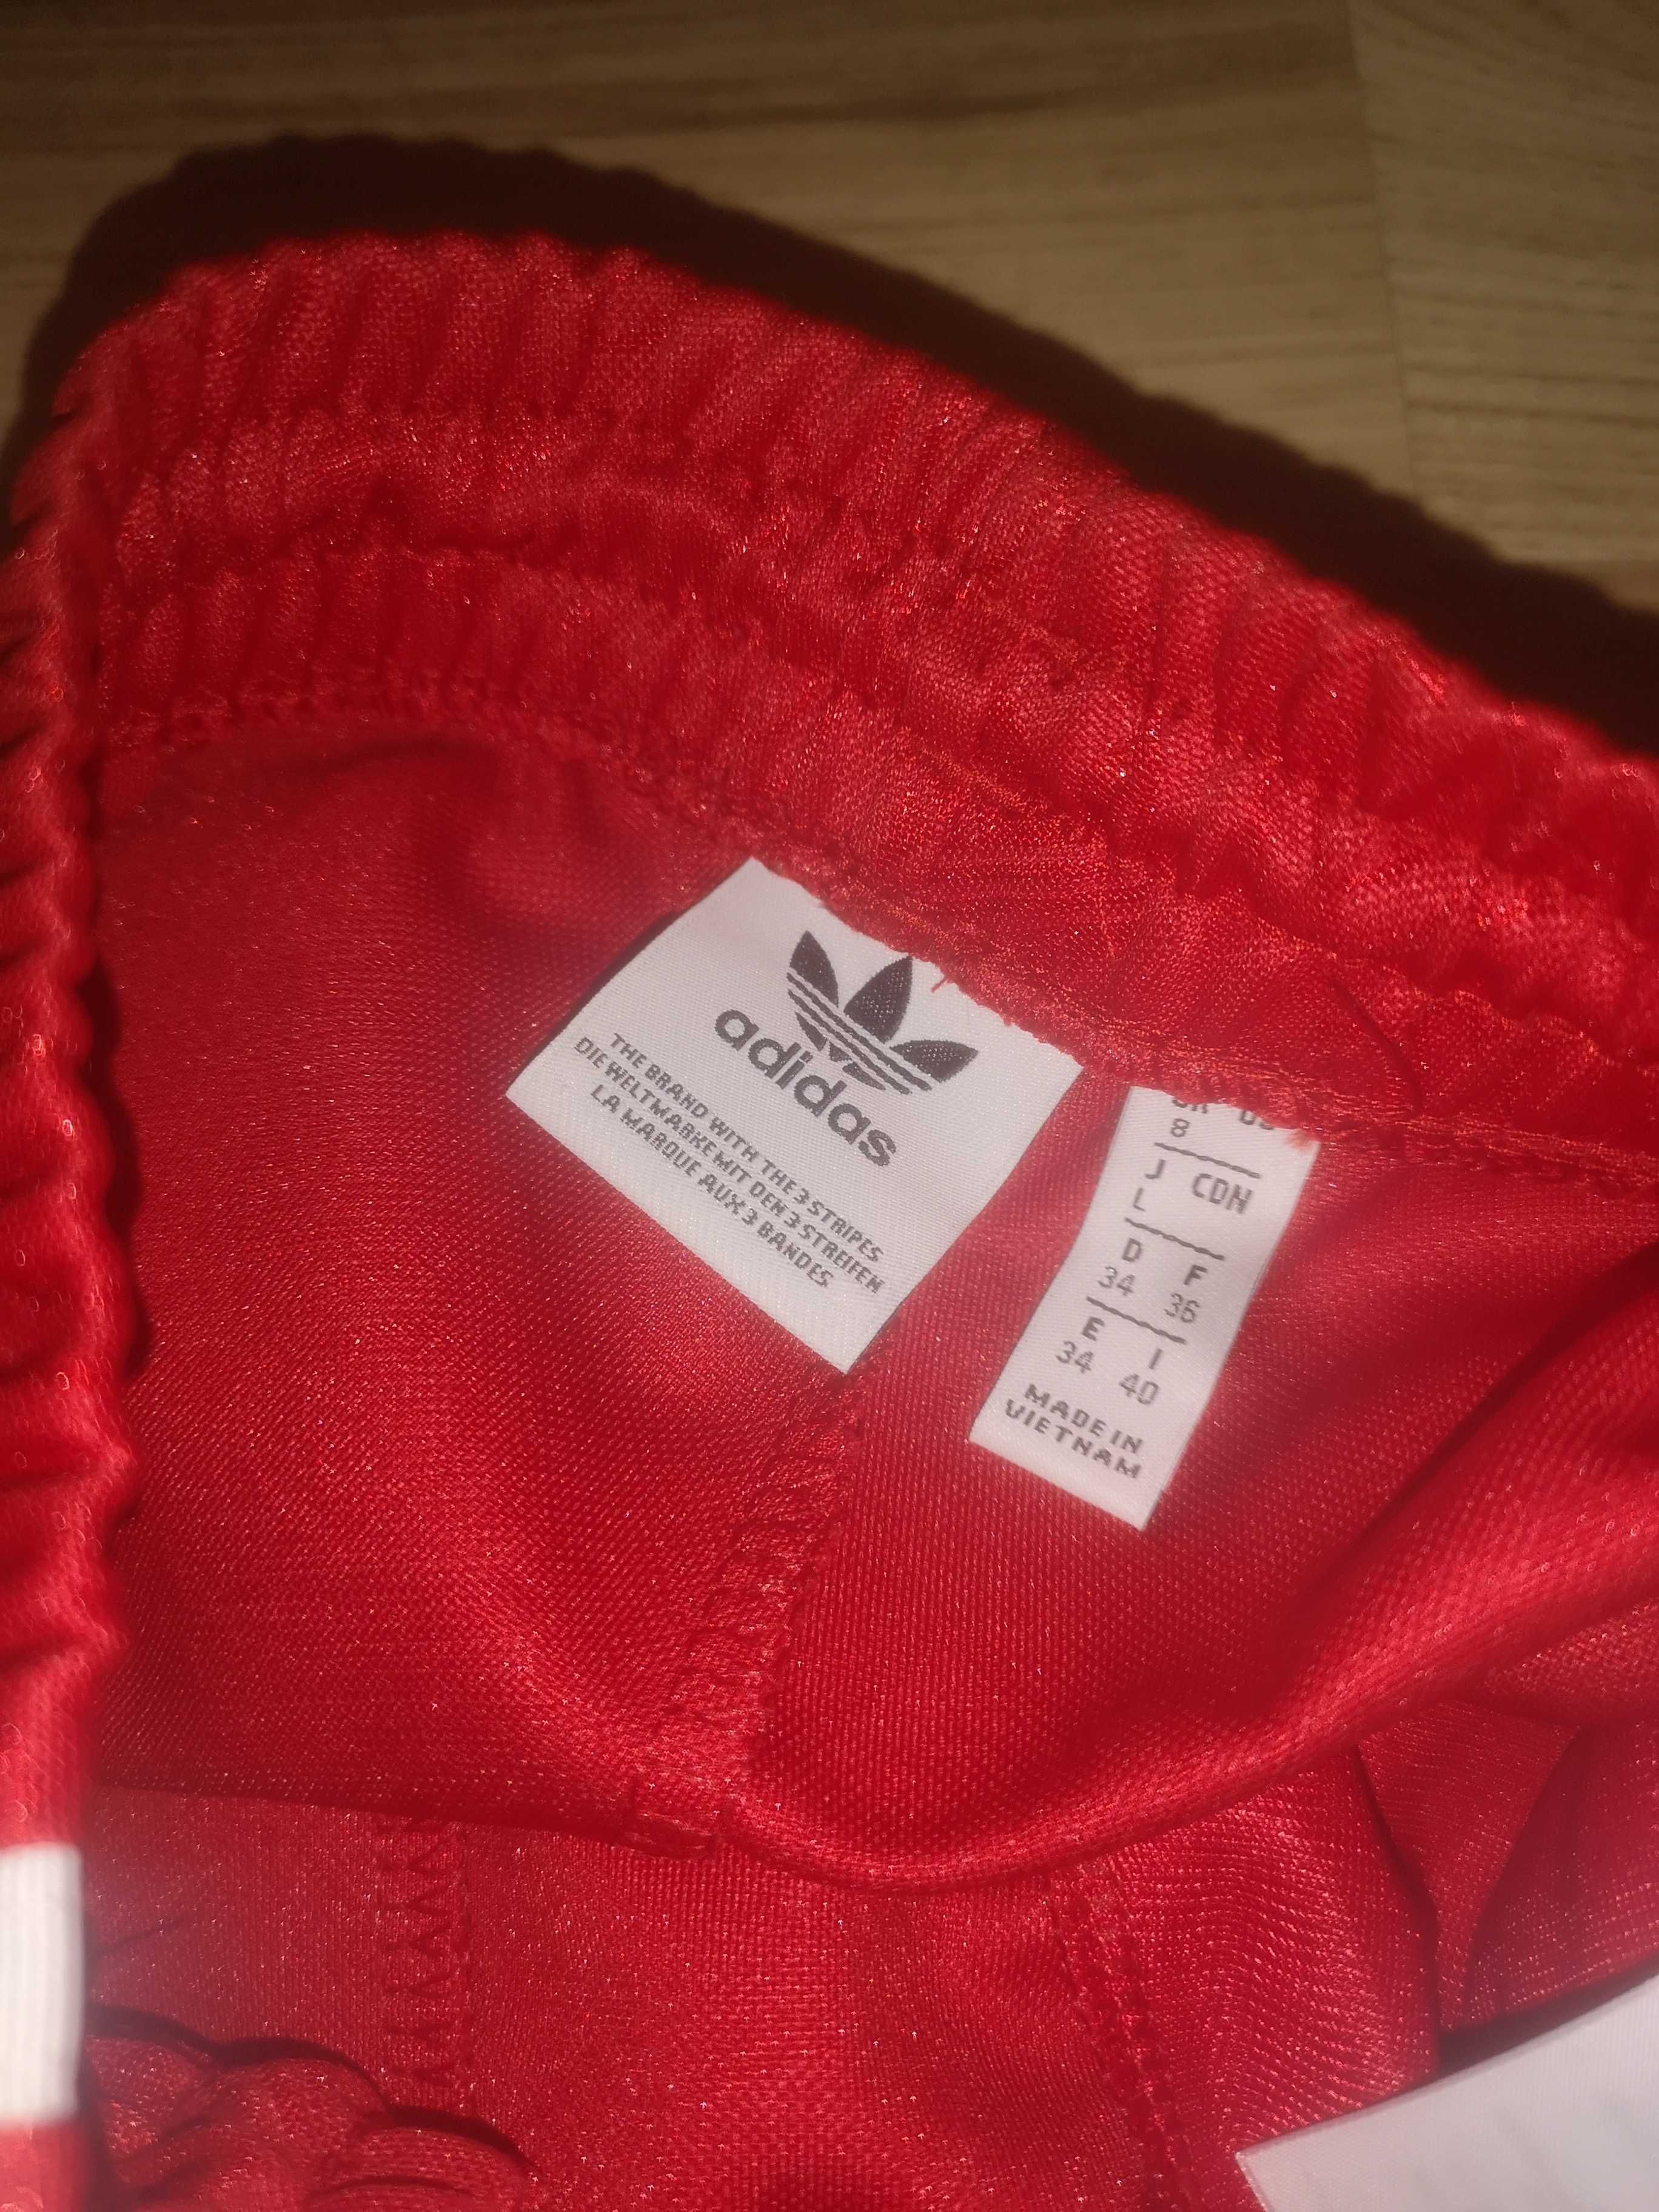 adidas
THE BRAND WITH THE 3 STRIPES
DIE WELTMARKE MIT DEN 3 STREIFEN
LA MARQUE AUX 3 BANDES
8
J CDN
L
D F
34 36
E I
34 40
MADE IN
VIETNAM